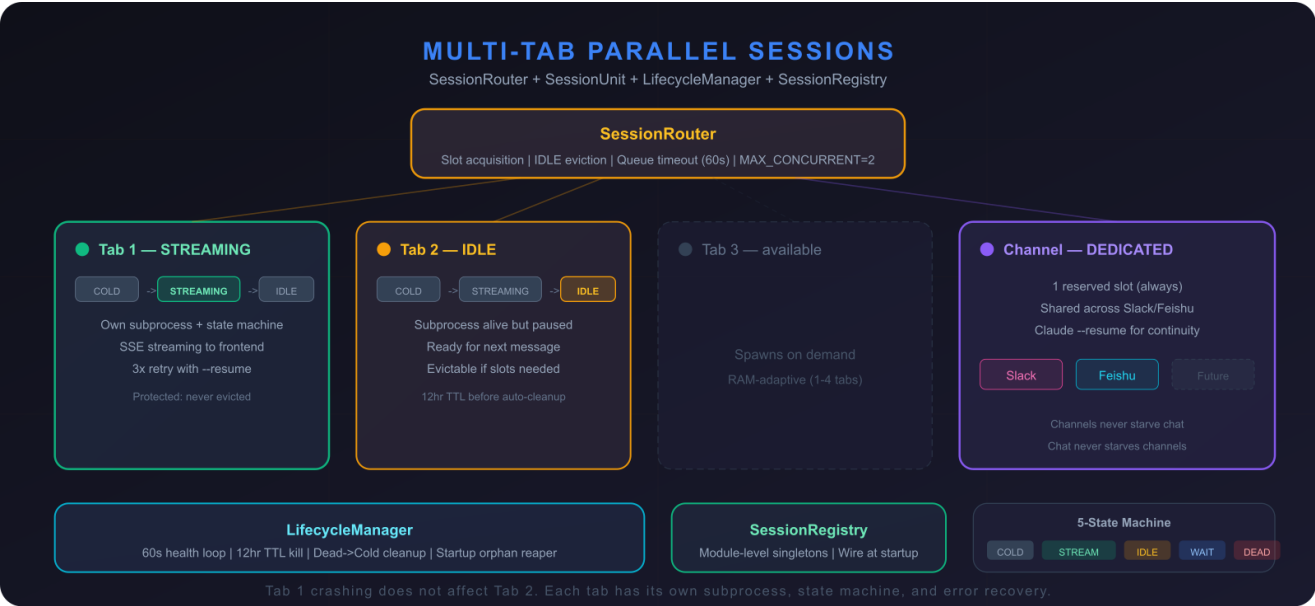 MULTI-TAB PARALLEL SESSIONS
SessionRouter + SessionUnit + LifecycleManager + SessionRegistry
SessionRouter
Slot acquisition | IDLE eviction | Queue timeout (60s) | MAX_CONCURRENT=2
Tab 1 — STREAMING
COLD -> STREAMING -> IDLE
Own subprocess + state machine
SSE streaming to frontend
3x retry with --resume
Protected: never evicted
Tab 2 — IDLE
COLD -> STREAMING -> IDLE
Subprocess alive but paused
Ready for next message
Evictable if slots needed
12hr TTL before auto-cleanup
Tab 3 — available
Spawns on demand
RAM-adaptive (1-4 tabs)
Channel — DEDICATED
1 reserved slot (always)
Shared across Slack/Feishu
Claude --resume for continuity
Slack Feishu Future
Channels never starve chat
Chat never starves channels
LifecycleManager
60s health loop | 12hr TTL kill | Dead->Cold cleanup | Startup orphan reaper
SessionRegistry
Module-level singletons | Wire at startup
5-State Machine
COLD STREAM IDLE WAIT DEAD
Tab 1 crashing does not affect Tab 2. Each tab has its own subprocess, state machine, and error recovery.